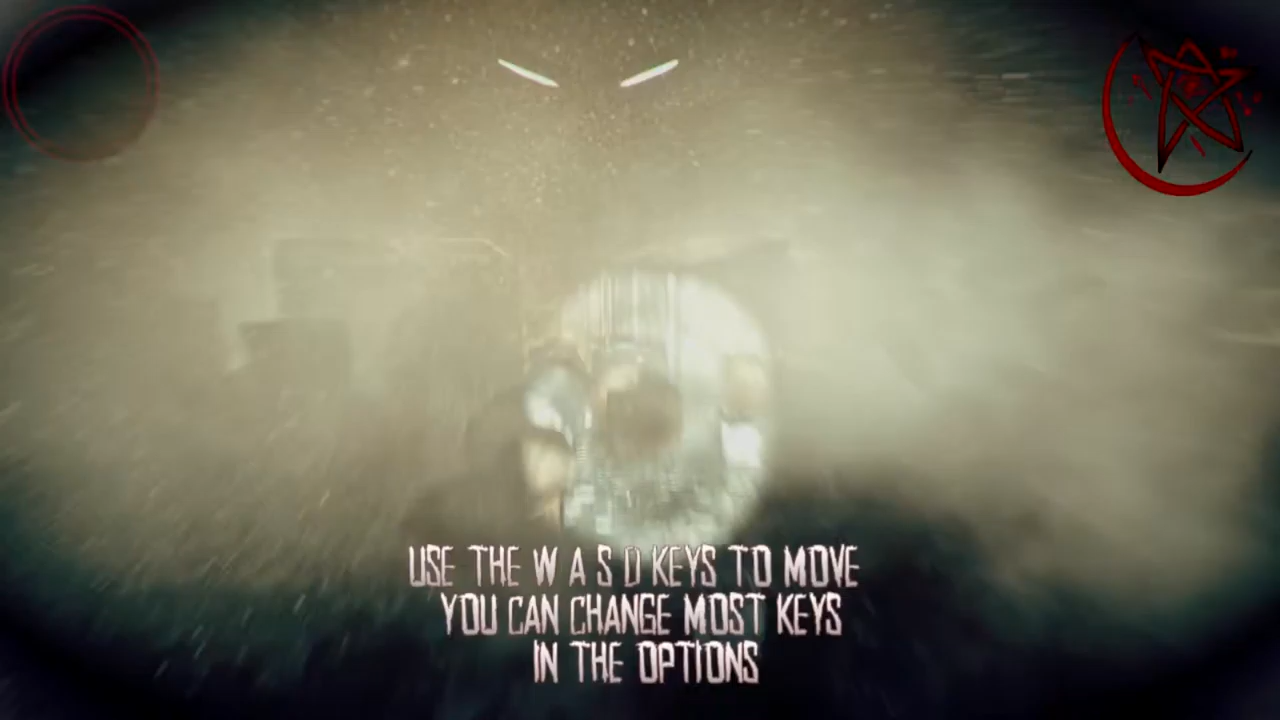 USE THE W A S D KEYS TO MOVE
YOU CAN CHANGE MOST KEYS
IN THE OPTIONS